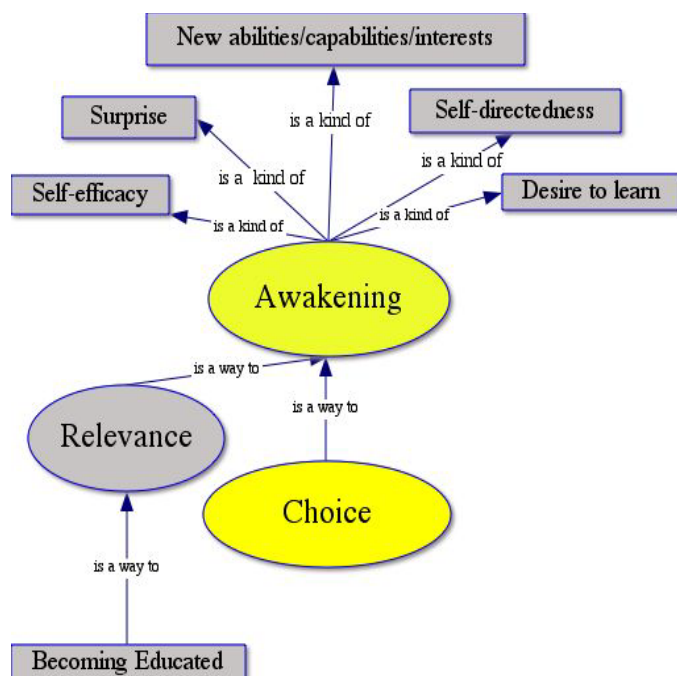 New abilities/capabilities/interests
Surprise
Self-directedness
is a kind of
is a kind of
is a kind of
Self-efficacy
Desire to learn
is a kind of
is a kind of
Awakening
is a way to
Relevance
is a way to
Choice
is a way to
Becoming Educated